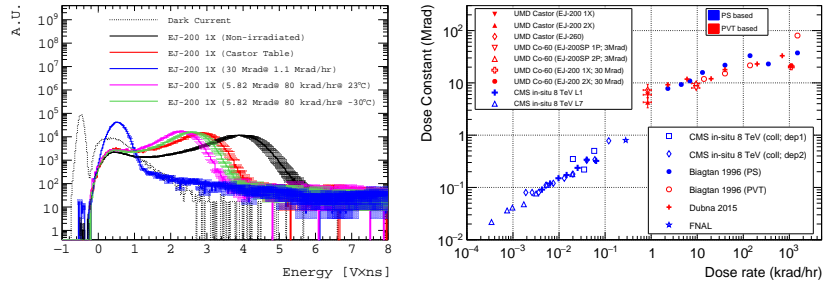 A.U.
10⁹
10⁸
10⁷
10⁶
10⁵
10⁴
10³
10²
10
1
Dark Current
EJ-200 1X (Non-irradiated)
EJ-200 1X (Castor Table)
EJ-200 1X (30 Mrad@ 1.1 Mrad/hr)
EJ-200 1X (5.82 Mrad@ 80 krad/hr@ 23°C)
EJ-200 1X (5.82 Mrad@ 80 krad/hr@ -30°C)
−1 0 1 2 3 4 5 6 7 8
Energy [V×ns]
Dose Constant (Mrad)
10²
10
1
10⁻¹
10⁻²
UMD Castor (EJ-200 1X)
UMD Castor (EJ-200 2X)
UMD Castor (EJ-260)
UMD Co-60 (EJ200SP 1P; 3Mrad)
UMD Co-60 (EJ200SP 2P; 3Mrad)
UMD Co-60 (EJ-200 1X; 30 Mrad)
UMD Co-60 (EJ-200 2X; 30 Mrad)
CMS in-situ 8 TeV L1
CMS in-situ 8 TeV L7
PS based
PVT based
CMS in-situ 8 TeV (coll; dep1)
CMS in-situ 8 TeV (coll; dep2)
Biagtan 1996 (PS)
Biagtan 1996 (PVT)
Dubna 2015
FNAL
10⁻⁴ 10⁻³ 10⁻² 10⁻¹ 1 10 10² 10³ 10⁴
Dose rate (krad/hr)